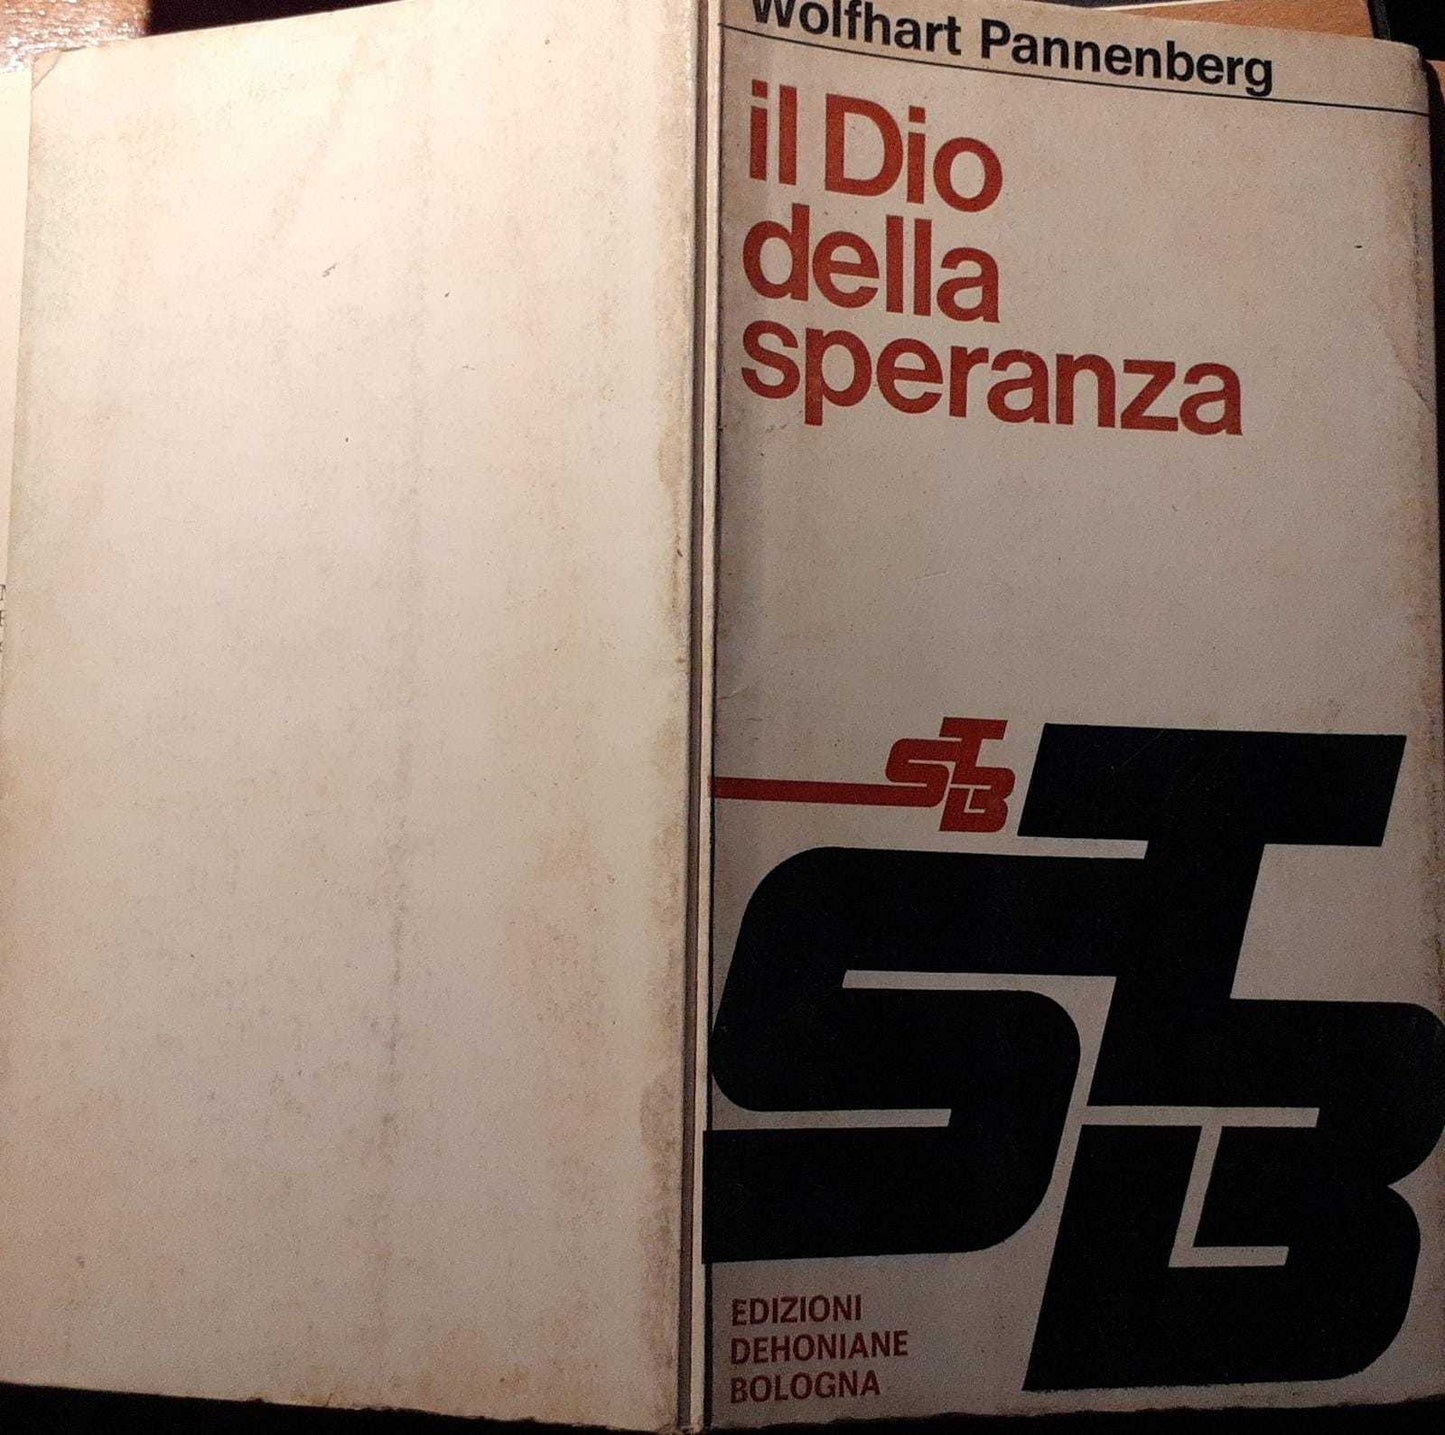 Wolfhart Pannenberg
il Dio
della
speranza
STB
STB
EDIZIONI
DEHONIANE
BOLOGNA